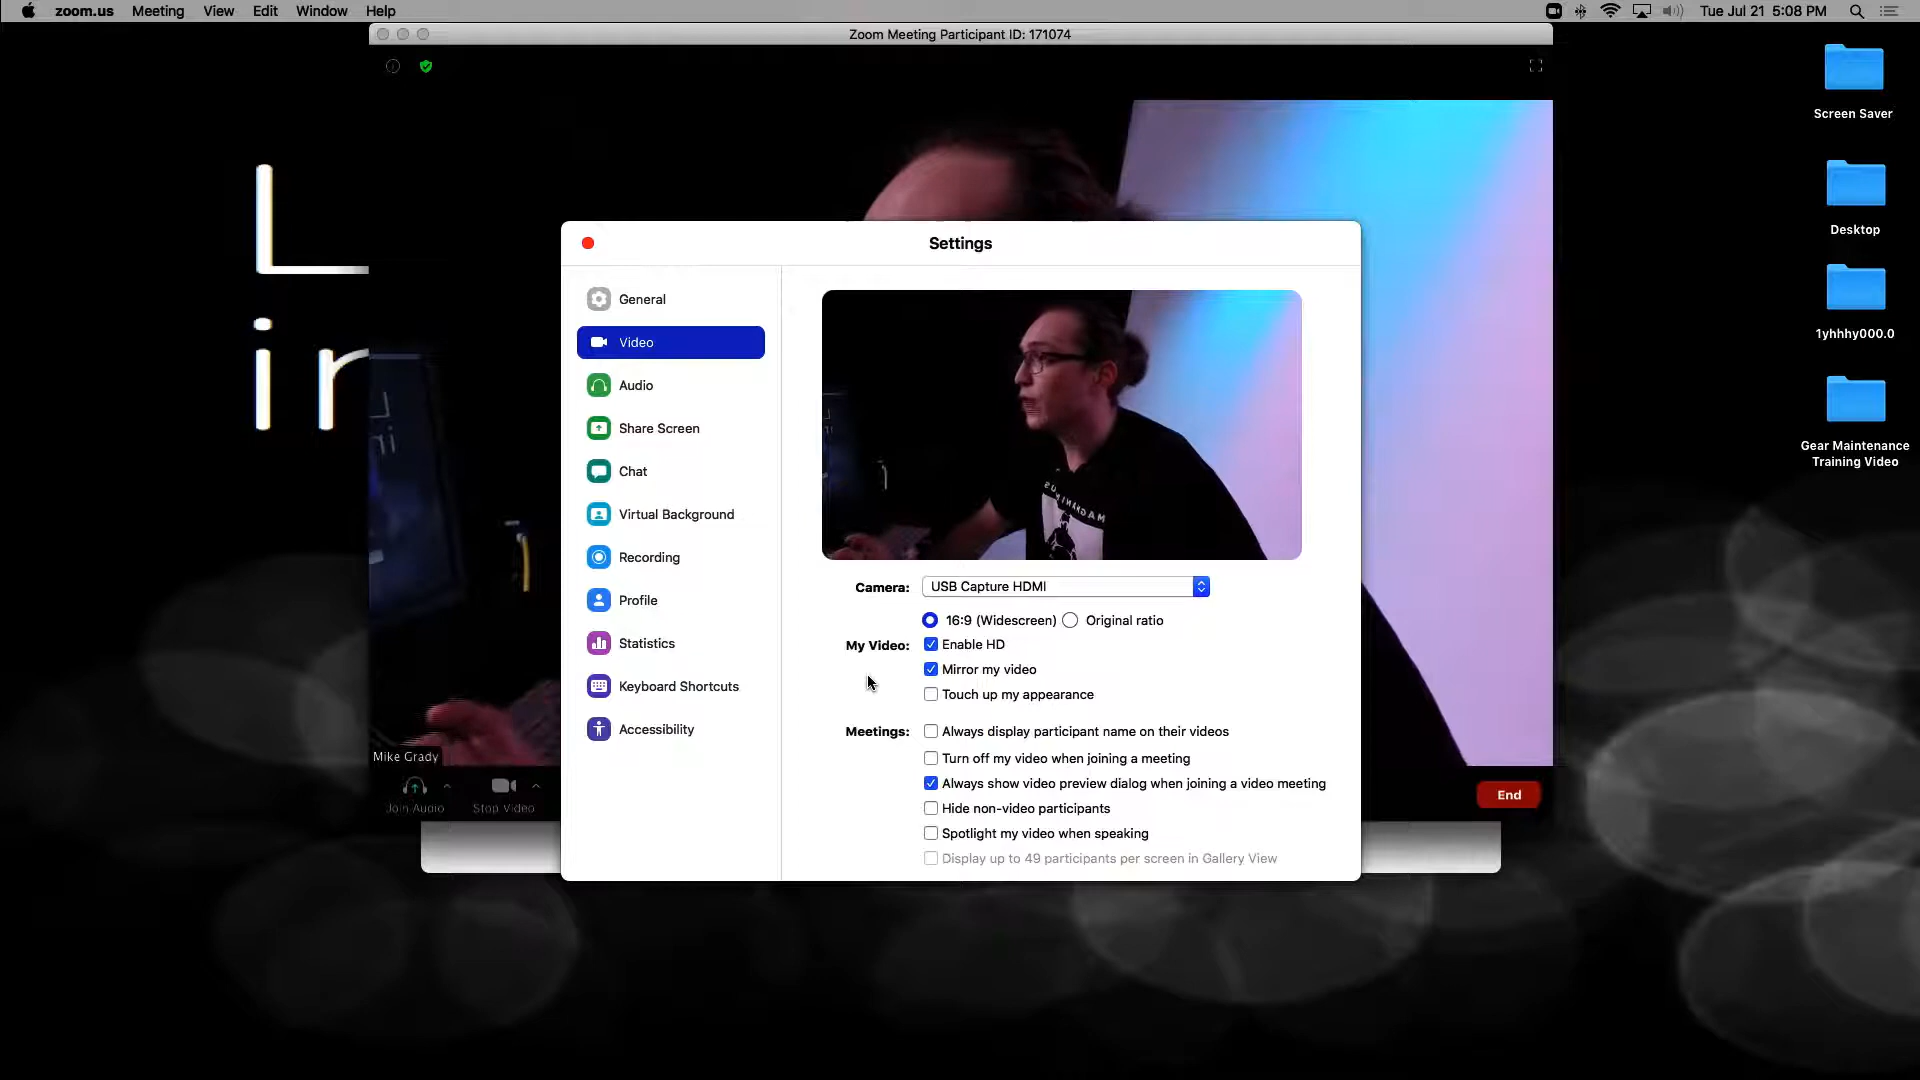 zoom.us Meeting View Edit Window Help
Tue Jul 21 5:08 PM
Zoom Meeting Participant ID: 171074
Screen Saver
Desktop
1yhhhy000.0
Gear Maintenance
Training Video
L
in
Settings
General
Video
Audio
Share Screen
Chat
Virtual Background
Recording
Profile
Statistics
Keyboard Shortcuts
Accessibility
Camera: USB Capture HDMI
16:9 (Widescreen) Original ratio
My Video: Enable HD
Mirror my video
Touch up my appearance
Meetings: Always display participant name on their videos
Turn off my video when joining a meeting
Always show video preview dialog when joining a video meeting
Hide non-video participants
Spotlight my video when speaking
Display up to 49 participants per screen in Gallery View
Mike Grady
Join Audio Stop Video
End